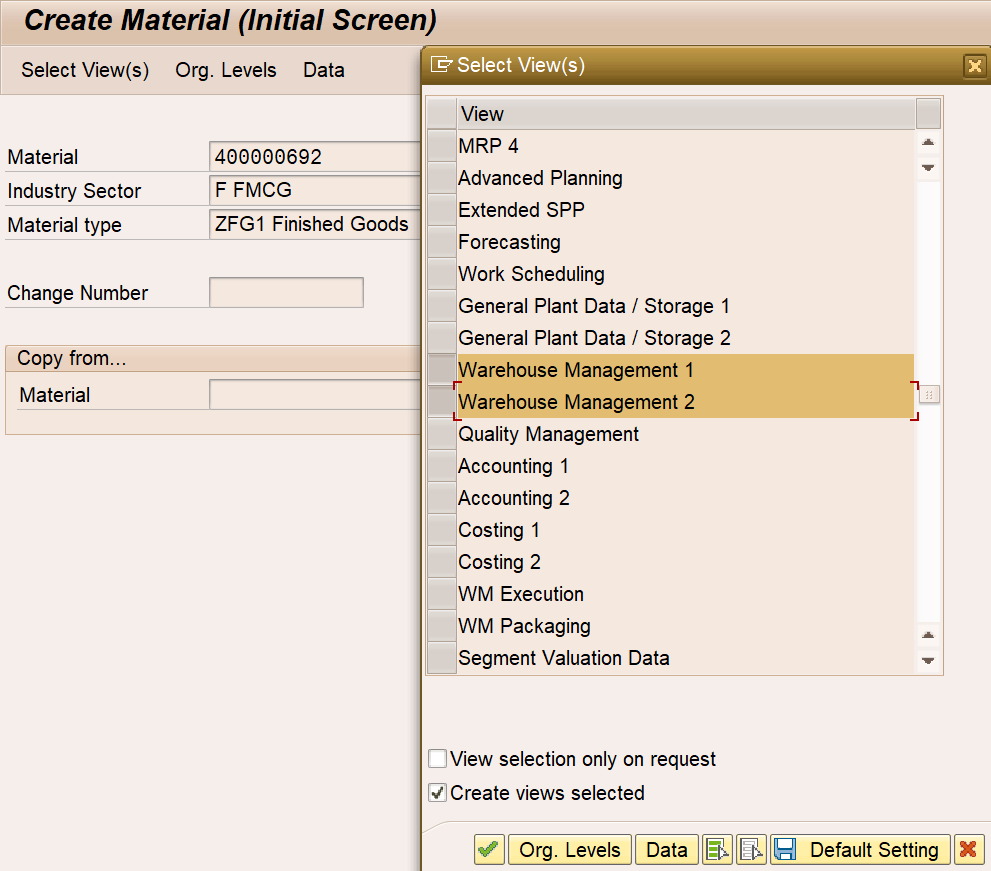 Create Material (Initial Screen)
Select View(s) Org. Levels Data
Material 400000692
Industry Sector F FMCG
Material type ZFG1 Finished Goods
Change Number
Copy from...
Material
Select View(s)
View
MRP 4
Advanced Planning
Extended SPP
Forecasting
Work Scheduling
General Plant Data / Storage 1
General Plant Data / Storage 2
Warehouse Management 1
Warehouse Management 2
Quality Management
Accounting 1
Accounting 2
Costing 1
Costing 2
WM Execution
WM Packaging
Segment Valuation Data
View selection only on request
Create views selected
Org. Levels Data Default Setting